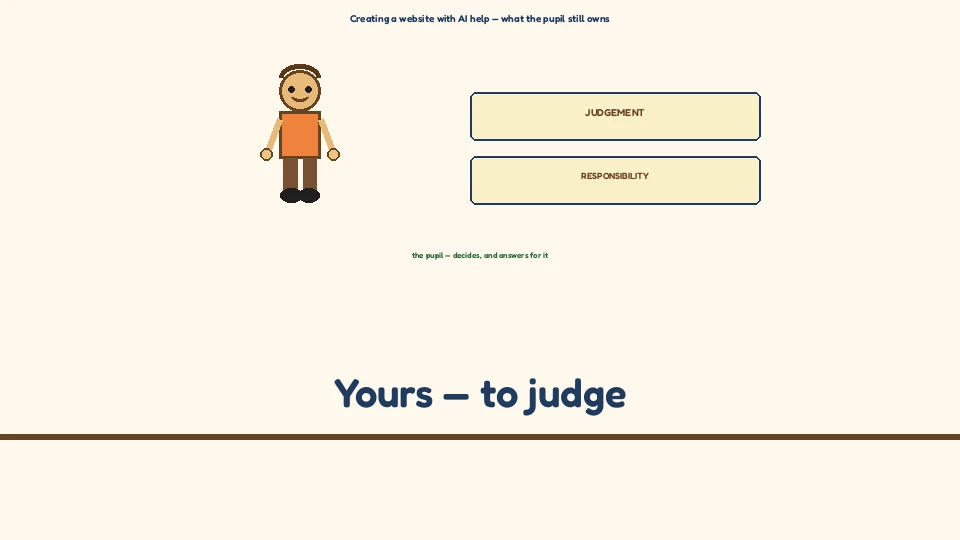 Creating a website with AI help — what the pupil still owns
JUDGEMENT
RESPONSIBILITY
the pupil — decides, and answers for it
Yours — to judge